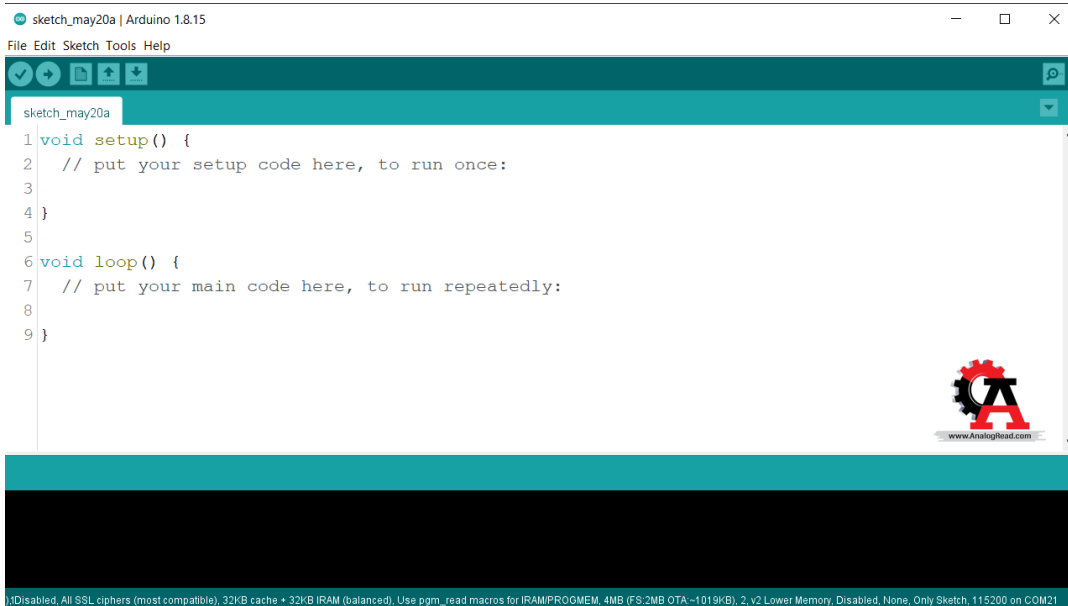 sketch_may20a | Arduino 1.8.15
File Edit Sketch Tools Help
sketch_may20a
1 void setup() {
2 // put your setup code here, to run once:
3
4 }
5
6 void loop() {
7 // put your main code here, to run repeatedly:
8
9 }
A
www.AnalogRead.com
),†Disabled, All SSL ciphers (most compatible), 32KB cache + 32KB IRAM (balanced), Use pgm_read macros for IRAM/PROGMEM, 4MB (FS:2MB OTA:~1019KB), 2, v2 Lower Memory, Disabled, None, Only Sketch, 115200 on COM21